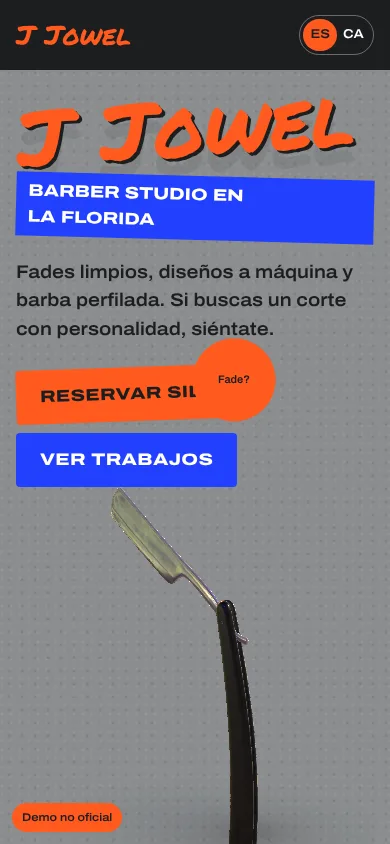 J JOWEL
ES CA
J JOWEL
BARBER STUDIO EN
LA FLORIDA
Fades limpios, diseños a máquina y
barba perfilada. Si buscas un corte
con personalidad, siéntate.
RESERVAR
Fade?
VER TRABAJOS
Demo no oficial